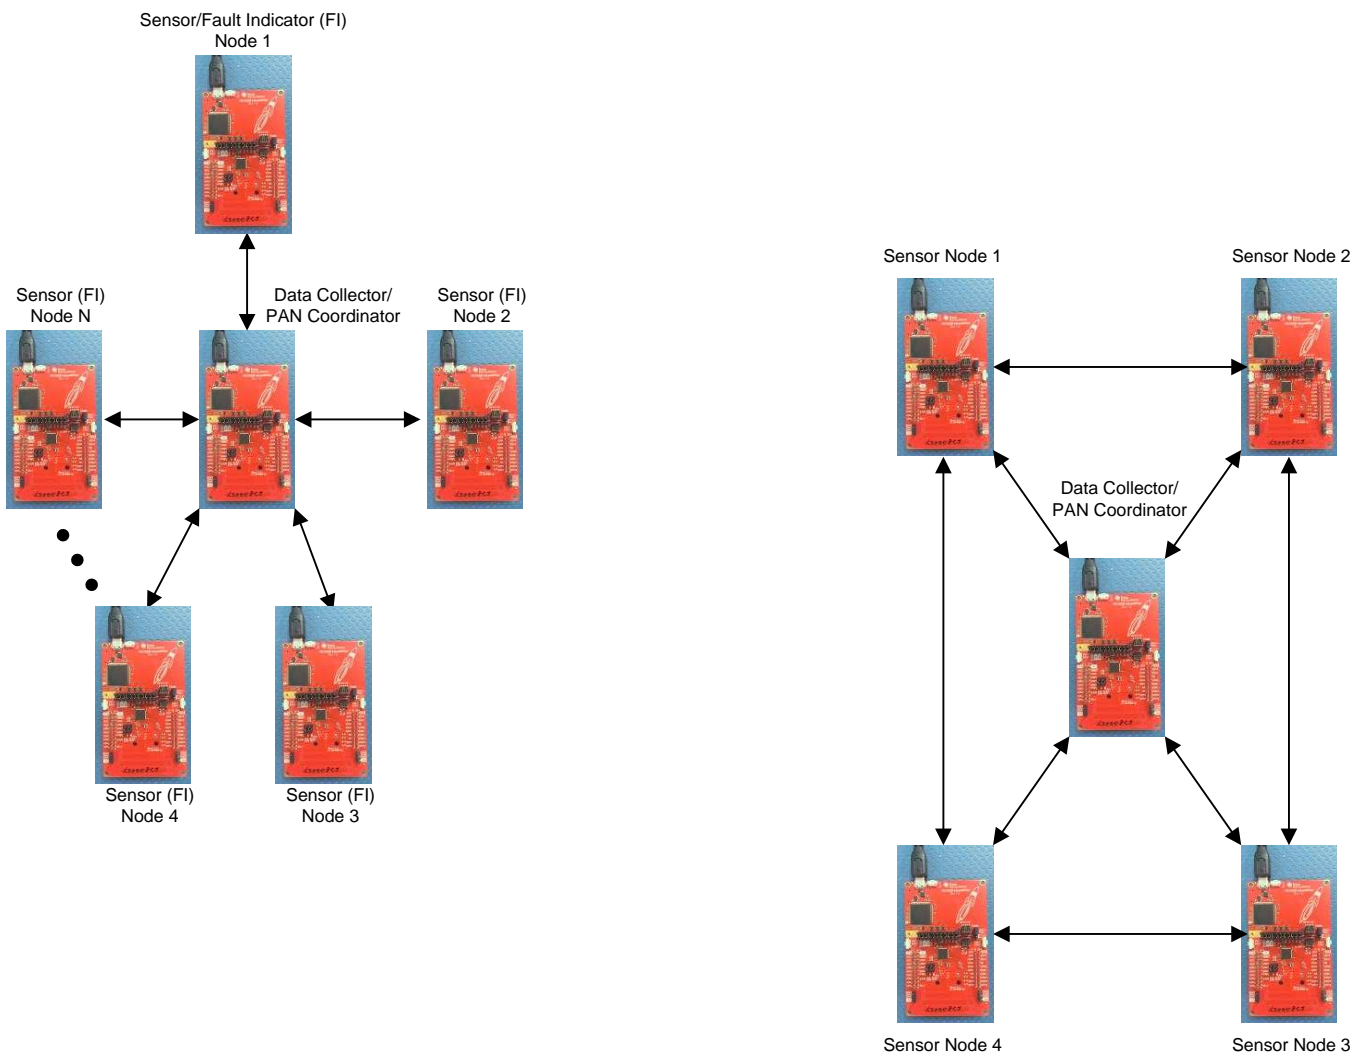 Sensor/Fault Indicator (FI)
Node 1
Sensor (FI)
Node N
Data Collector/
PAN Coordinator
Sensor (FI)
Node 2
Sensor (FI)
Node 4
Sensor (FI)
Node 3
Sensor Node 1
Sensor Node 2
Data Collector/
PAN Coordinator
Sensor Node 4
Sensor Node 3